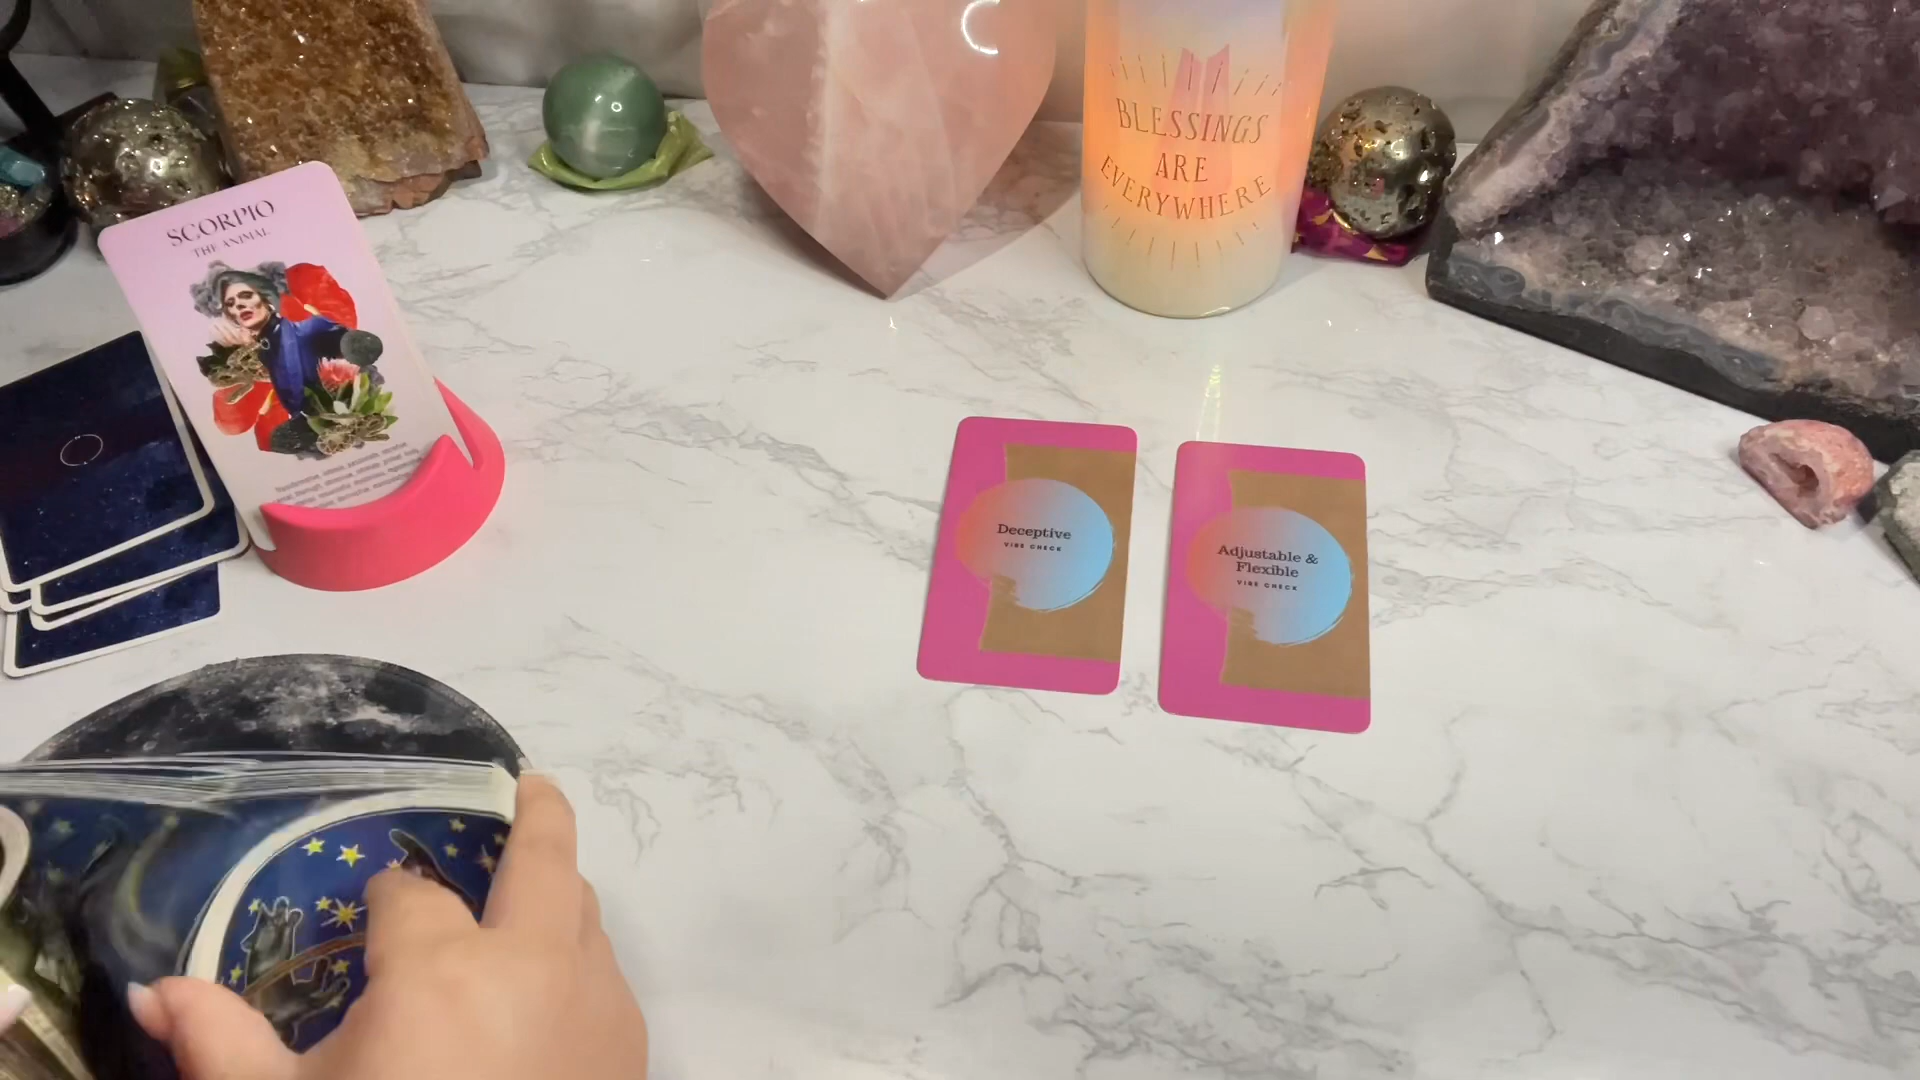 BLESSINGS
ARE
EVERYWHERE
SCORPIO
THE ANIMAL
Deceptive
VIBE CHECK
Adjustable &
Flexible
VIBE CHECK